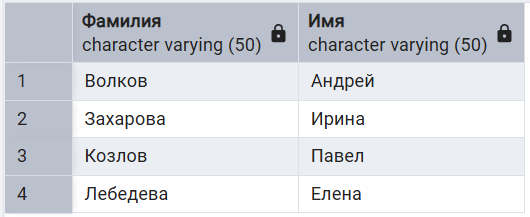 Фамилия Имя
character varying (50) character varying (50)
1 Волков Андрей
2 Захарова Ирина
3 Козлов Павел
4 Лебедева Елена